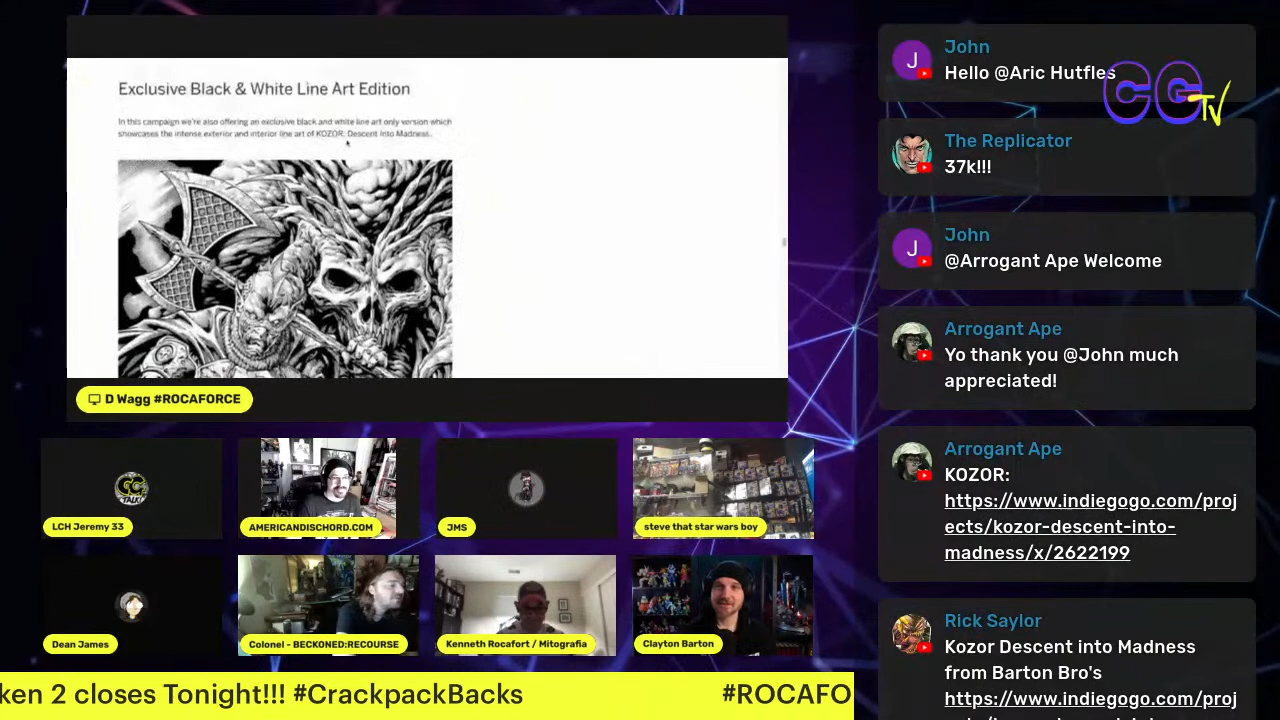 Exclusive Black & White Line Art Edition
In this campaign we're also offering an exclusive black and white line art only version which
showcases the intense exterior and interior line art of KOZOR: Descent Into Madness.
D Wagg #ROCAFORCE
GG
TALK
LCH Jeremy 33
AMERICANDISCHORD.COM
JMS
steve that star wars boy
Dean James
Colonel - BECKONED:RECOURSE
Kenneth Rocafort / Mitografia
Clayton Barton
ken 2 closes Tonight!!! #CrackpackBacks
#ROCAFO
CG
TV
J
John
Hello @Aric Hutfles
The Replicator
37k!!!
J
John
@Arrogant Ape Welcome
Arrogant Ape
Yo thank you @John much
appreciated!
Arrogant Ape
KOZOR:
https://www.indiegogo.com/proj
ects/kozor-descent-into-
madness/x/2622199
Rick Saylor
Kozor Descent into Madness
from Barton Bro's
https://www.indiegogo.com/proj